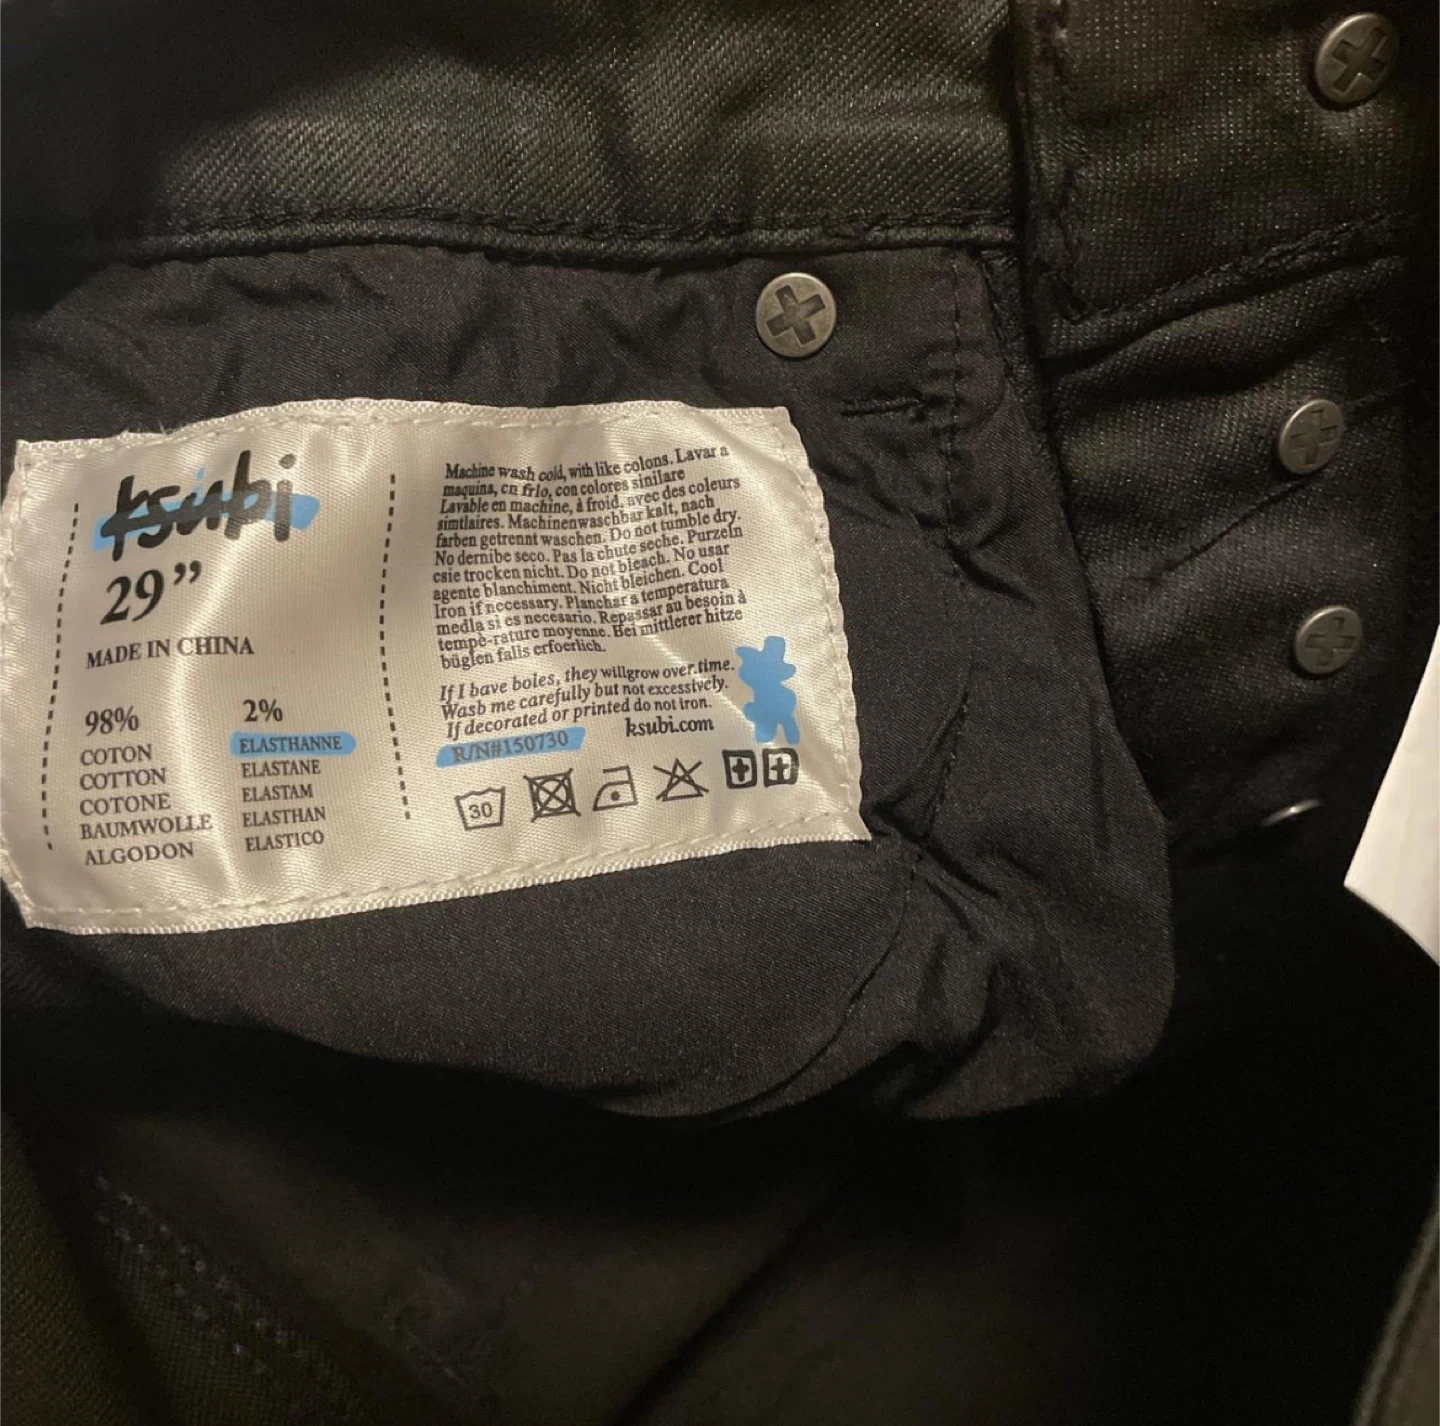 ksubi
29”
MADE IN CHINA
98%
COTON
COTTON
COTONE
BAUMWOLLE
ALGODON
2%
ELASTHANNE
ELASTANE
ELASTAM
ELASTHAN
ELASTICO
Machine wash cold, with like colons. Lavar a
maquina, cn frlo, con colores sinilare
Lavable en machine, à froid. avec des coleurs
simtlaires. Machinenwaschbar kalt, nach
farben getrennt waschen. Do not tumble dry.
No dernibe seco. Pas la chute seche. Purzeln
csie trocken nicht. Do not bleach. No usar
agente blanchiment. Nicht bleichen. Cool
Iron if necessary. Planchar a temperatura
medla si es necesario. Repassar au besoin à
tempè-rature moyenne. Bei mittlerer hitze
büglen falls erfoerlich.
If I bave boles, they willgrow over.time.
Wasb me carefully but not excessively.
If decorated or printed do not iron.
R/N#150730
ksubi.com
30